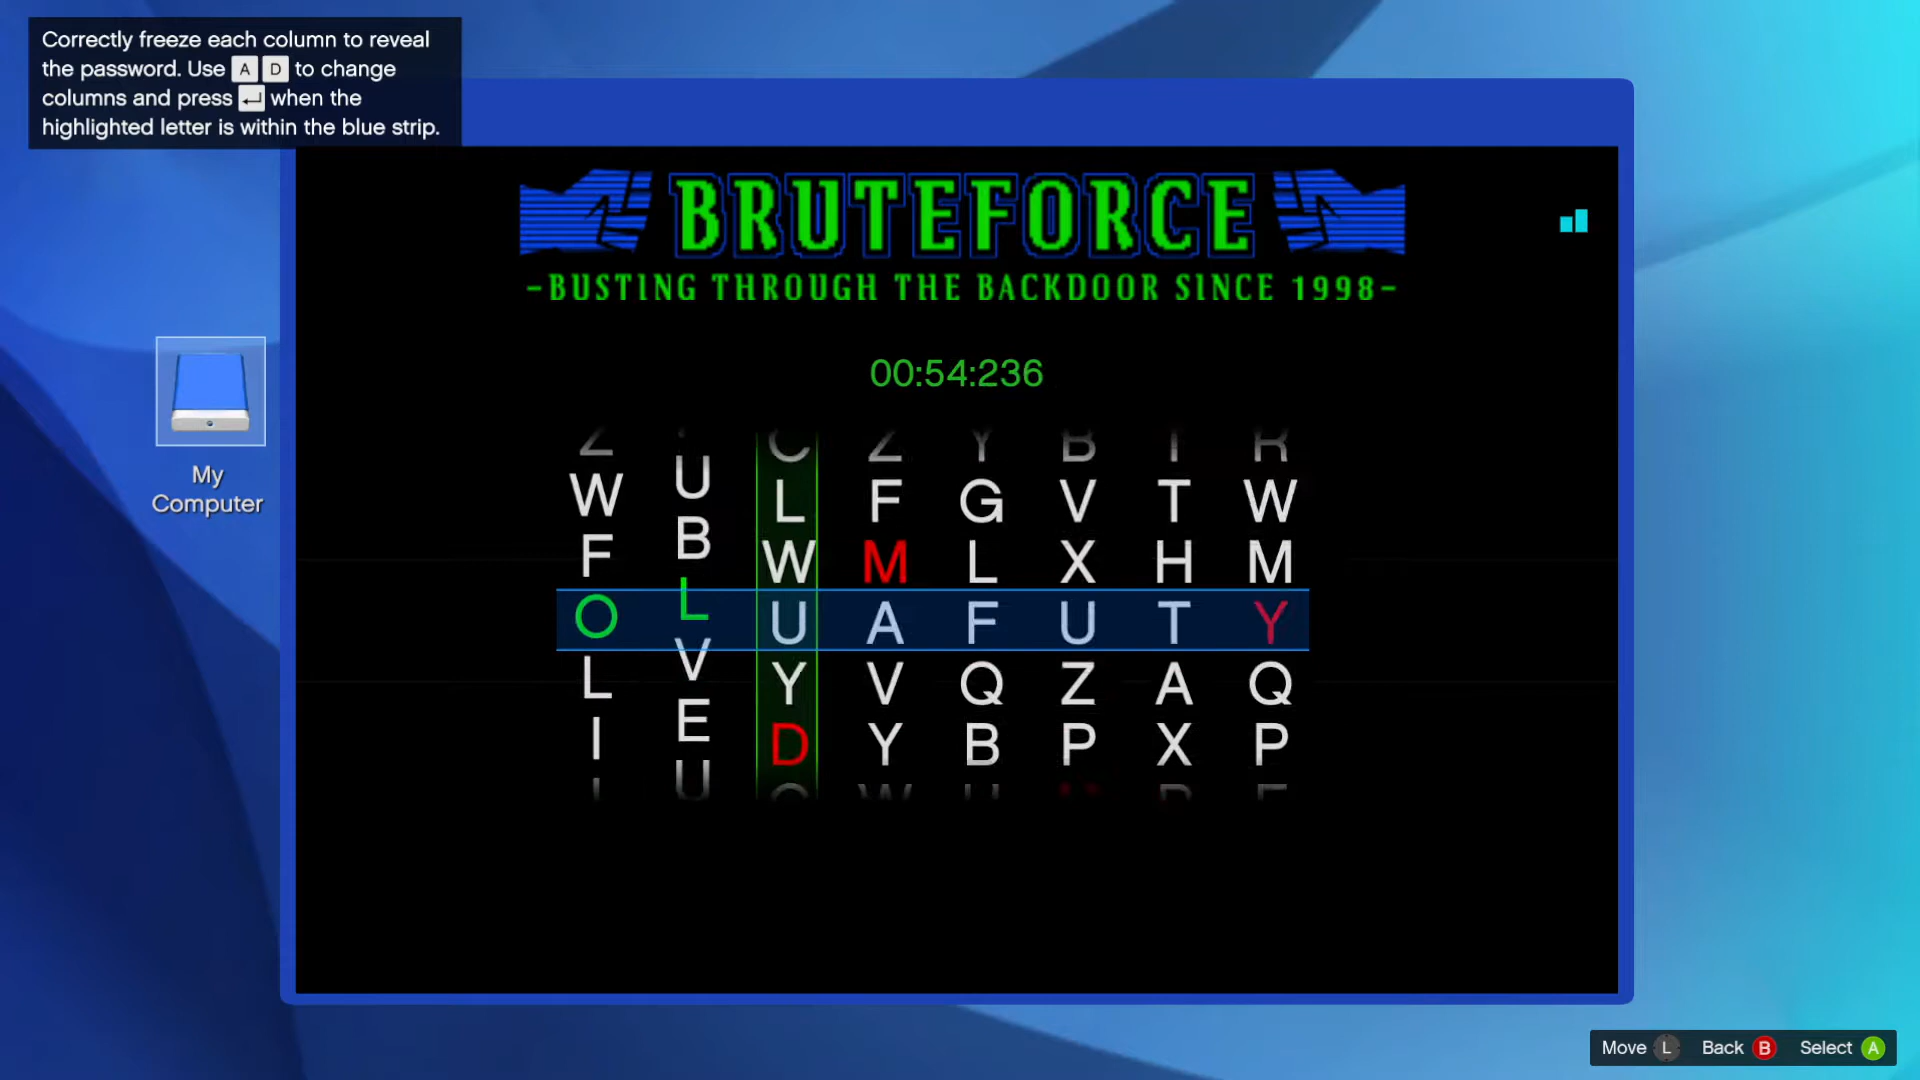 Correctly freeze each column to reveal
the password. Use A D to change
columns and press ↵ when the
highlighted letter is within the blue strip.
BRUTEFORCE
-BUSTING THROUGH THE BACKDOOR SINCE 1998-
00:54:236
My
Computer
Z C Z Y B T R
W U L F G V T W
F B W M L X H M
O L U A F U T Y
L V Y V Q Z A Q
I E D Y B P X P
U W
Move L Back B Select A